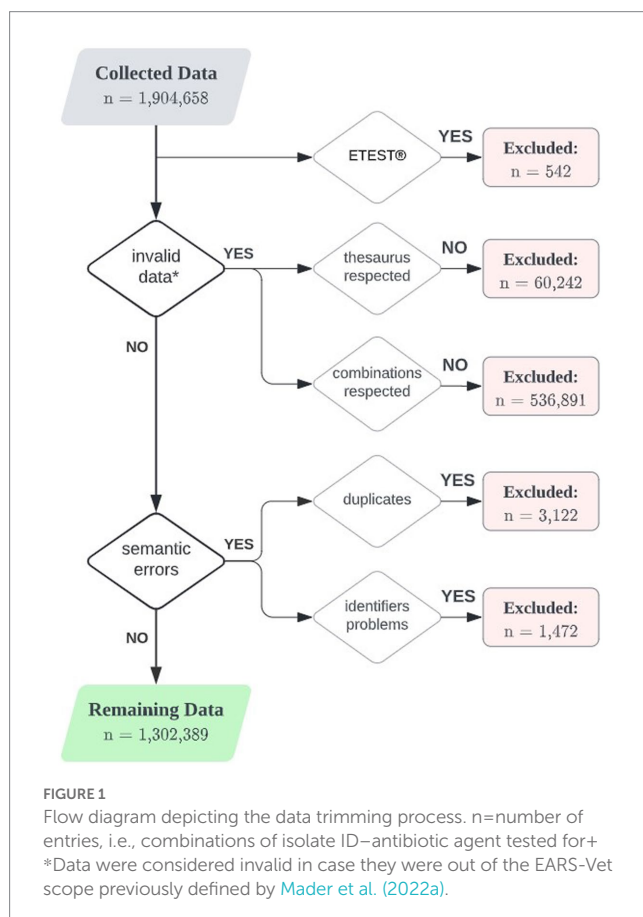 Collected Data
n = 1,904,658
ETEST®
YES
Excluded:
n = 542
invalid
data*
YES
thesaurus
respected
NO
Excluded:
n = 60,242
NO
combinations
respected
NO
Excluded:
n = 536,891
semantic
errors
YES
duplicates
YES
Excluded:
n = 3,122
identifiers
problems
YES
Excluded:
n = 1,472
NO
Remaining Data
n = 1,302,389
FIGURE 1
Flow diagram depicting the data trimming process. n=number of
entries, i.e., combinations of isolate ID–antibiotic agent tested for+
*Data were considered invalid in case they were out of the EARS-Vet
scope previously defined by Mader et al. (2022a).